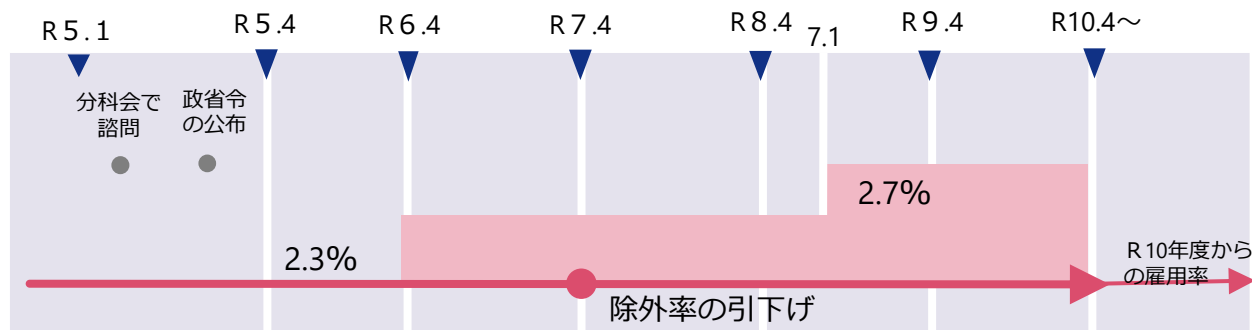 R５.１
R５.４
R６.４
R７.４
R８.４
7.1
R９.４
R10.4～
分科会で
諮問
政省令
の公布
2.7%
2.3%
R10年度から
の雇用率
除外率の引下げ